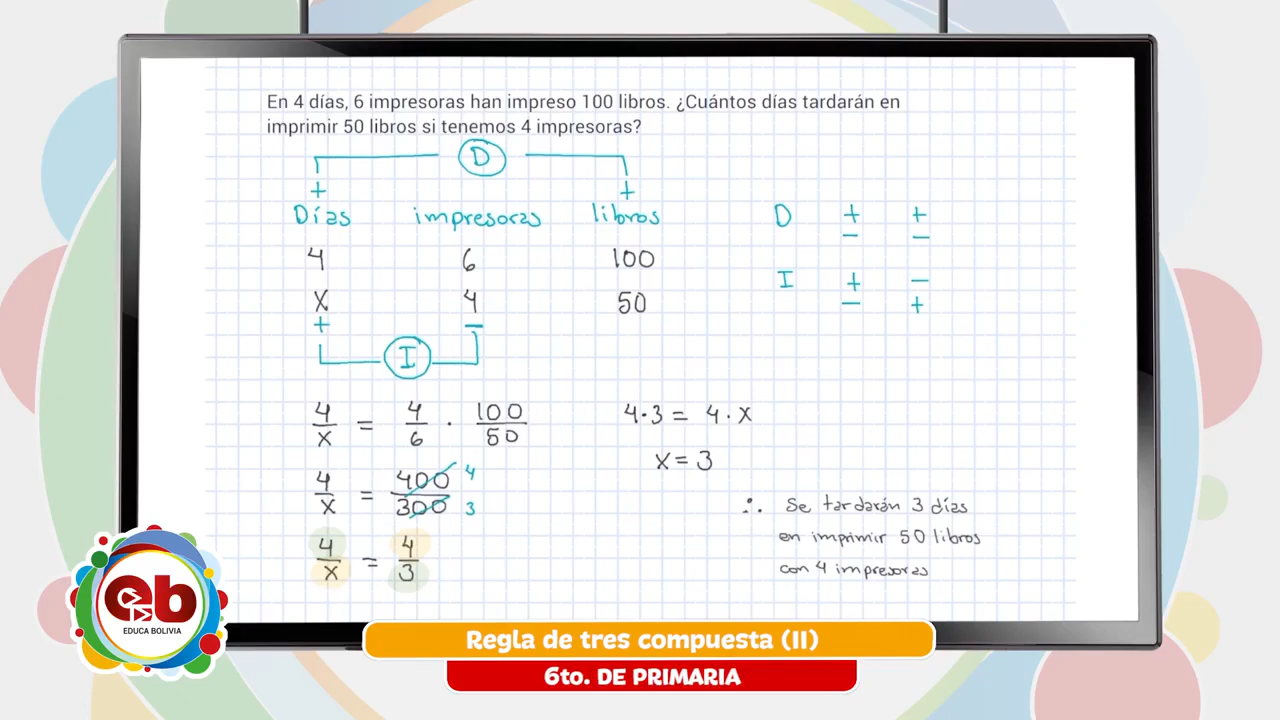 En 4 días, 6 impresoras han impreso 100 libros. ¿Cuántos días tardarán en
imprimir 50 libros si tenemos 4 impresoras?
D
+ +
Días impresoras libros
4 6 100
X 4 50
+ −
I
D + +
− −
I + −
− +
4/x = 4/6 · 100/50
4/x = 400/300 4 3
4/x = 4/3
4·3 = 4·x
x = 3
∴ Se tardarán 3 días
en imprimir 50 libros
con 4 impresoras
eb
EDUCA BOLIVIA
Regla de tres compuesta (II)
6to. DE PRIMARIA